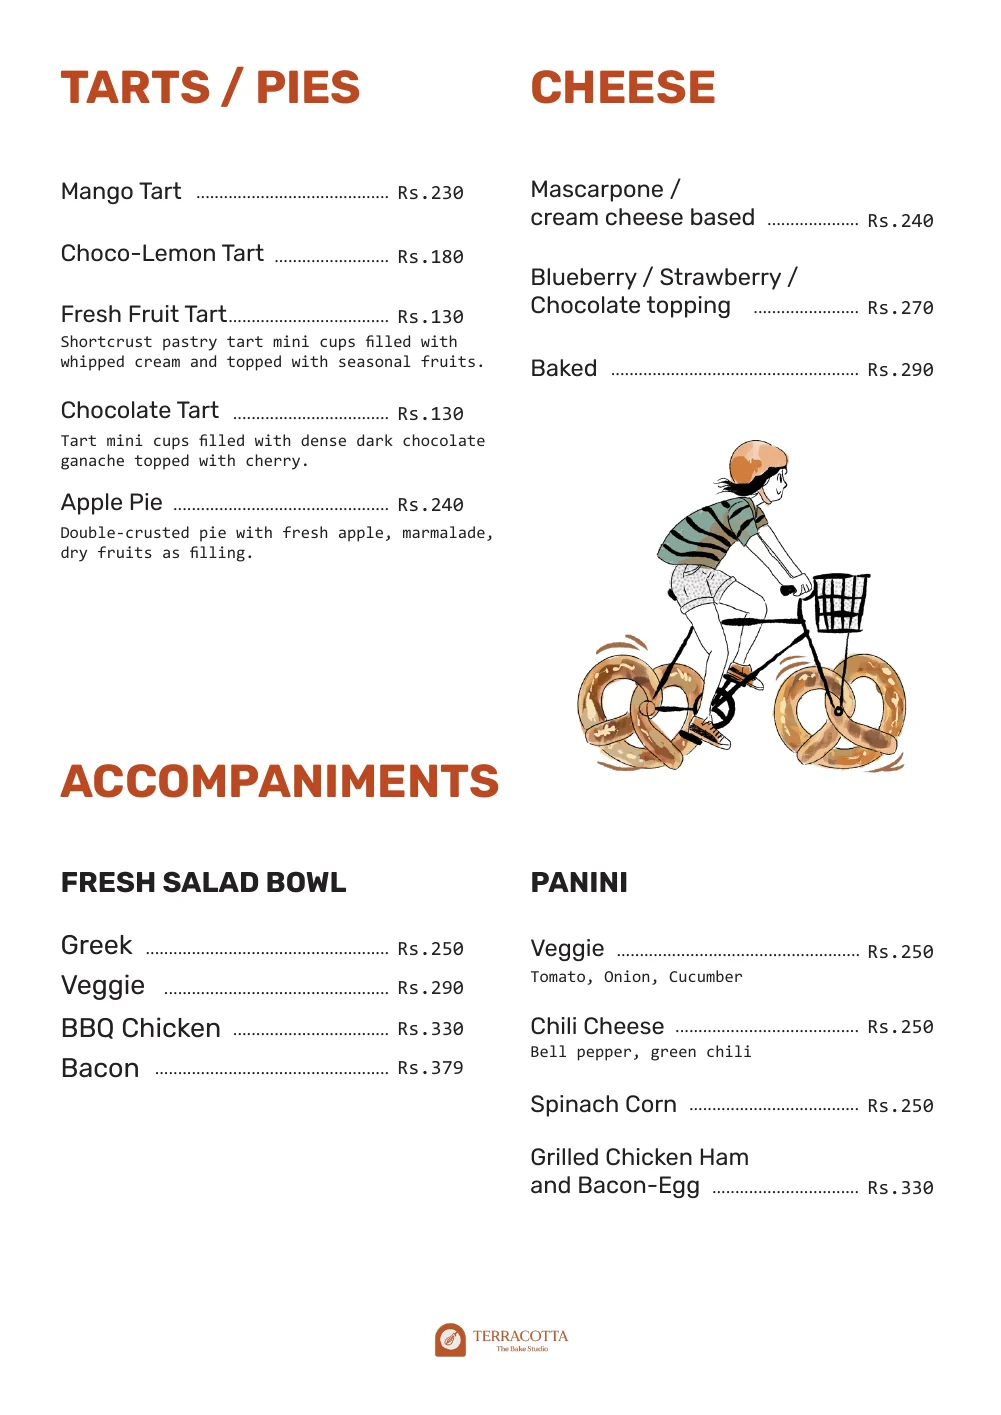 TARTS / PIES
Mango Tart ........................................... Rs.230
Choco-Lemon Tart ......................... Rs.180
Fresh Fruit Tart................................... Rs.130
Shortcrust pastry tart mini cups filled with
whipped cream and topped with seasonal fruits.
Chocolate Tart .................................. Rs.130
Tart mini cups filled with dense dark chocolate
ganache topped with cherry.
Apple Pie ............................................... Rs.240
Double-crusted pie with fresh apple, marmalade,
dry fruits as filling.
CHEESE
Mascarpone /
cream cheese based .................... Rs.240
Blueberry / Strawberry /
Chocolate topping ....................... Rs.270
Baked ...................................................... Rs.290
ACCOMPANIMENTS
FRESH SALAD BOWL
Greek ..................................................... Rs.250
Veggie ................................................. Rs.290
BBQ Chicken .................................. Rs.330
Bacon ................................................... Rs.379
PANINI
Veggie ..................................................... Rs.250
Tomato, Onion, Cucumber
Chili Cheese ........................................ Rs.250
Bell pepper, green chili
Spinach Corn ..................................... Rs.250
Grilled Chicken Ham
and Bacon-Egg ................................ Rs.330
TERRACOTTA
The Bake Studio